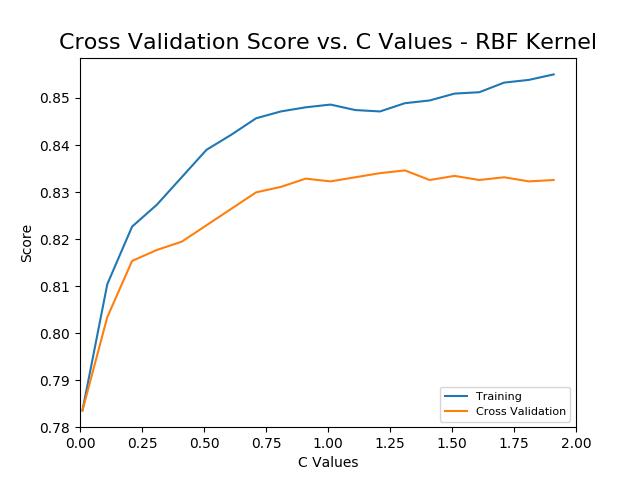 Cross Validation Score vs. C Values - RBF Kernel
Score
0.85
0.84
0.83
0.82
0.81
0.80
0.79
0.78
Training
Cross Validation
0.00 0.25 0.50 0.75 1.00 1.25 1.50 1.75 2.00
C Values